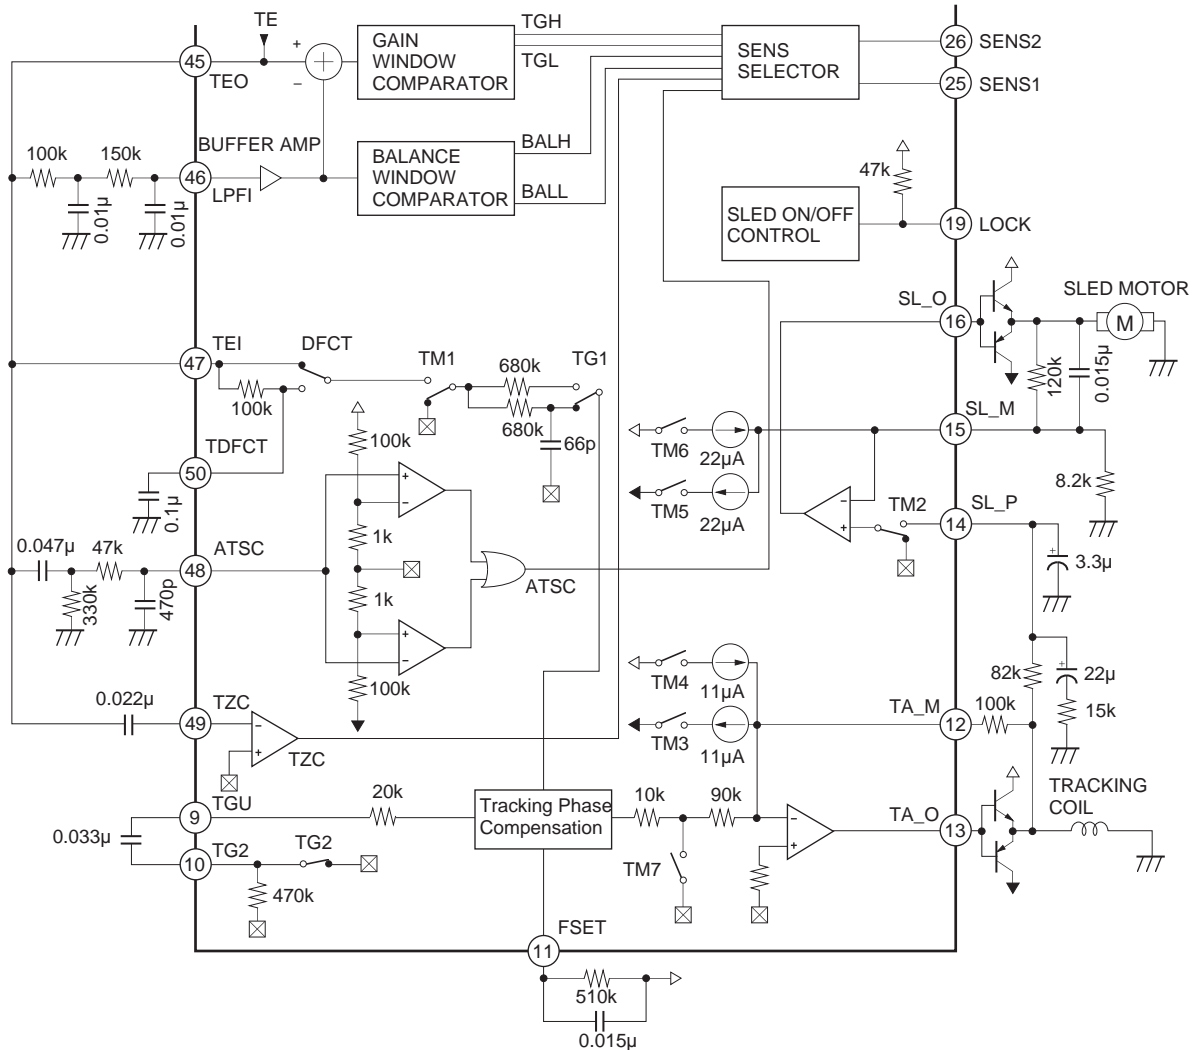 TE
TGH
TGL
GAIN
WINDOW
COMPARATOR
SENS
SELECTOR
26 SENS2
25 SENS1
45
TEO
+
−
BUFFER AMP
100k
150k
46
LPFI
0.01µ
0.01µ
BALANCE
WINDOW
COMPARATOR
BALH
BALL
47k
SLED ON/OFF
CONTROL
19 LOCK
SL_O
16
SLED MOTOR
M
120k
0.015µ
TEI
47
DFCT
100k
TM1
680k
680k
TG1
66p
TDFCT
50
0.1µ
100k
+
−
1k
1k
+
−
100k
ATSC
TM6
22µA
TM5
22µA
SL_M
15
8.2k
−
+
TM2
SL_P
14
3.3µ
0.047µ
47k
330k
470p
ATSC
48
TM4
11µA
TM3
11µA
82k
22µ
15k
TA_M
12
100k
0.022µ
TZC
49
−
+
TZC
TGU
9
20k
Tracking Phase
Compensation
10k
90k
−
+
TA_O
13
TRACKING
COIL
0.033µ
TG2
10
TG2
470k
TM7
FSET
11
510k
0.015µ
+
+